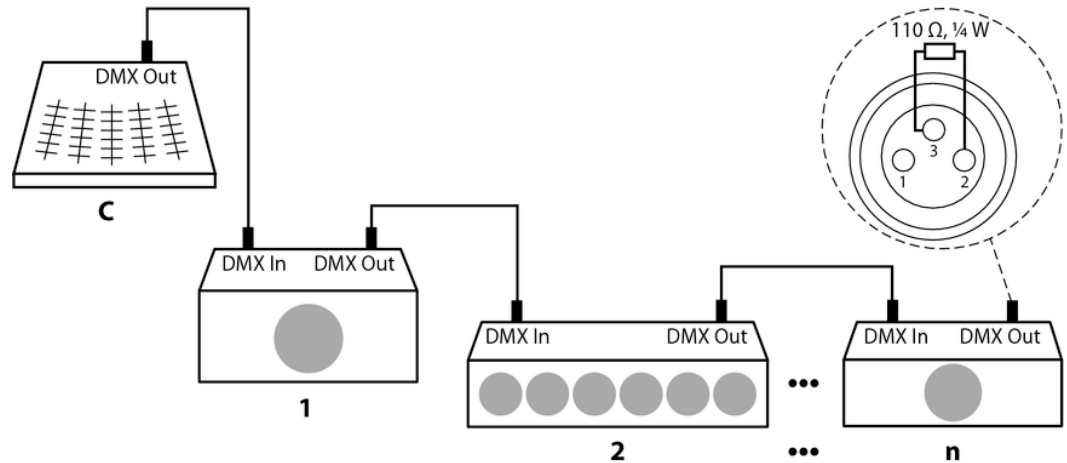 110 Ω, ¼ W
DMX Out
3
1
2
C
DMX In
DMX Out
1
DMX In
DMX Out
2
•••
•••
DMX In
DMX Out
n